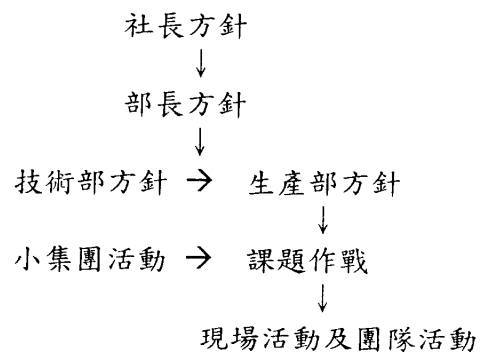 社長方針
↓
部長方針
↓
技術部方針 → 生產部方針
↓
小集團活動 → 課題作戰
↓
現場活動及團隊活動